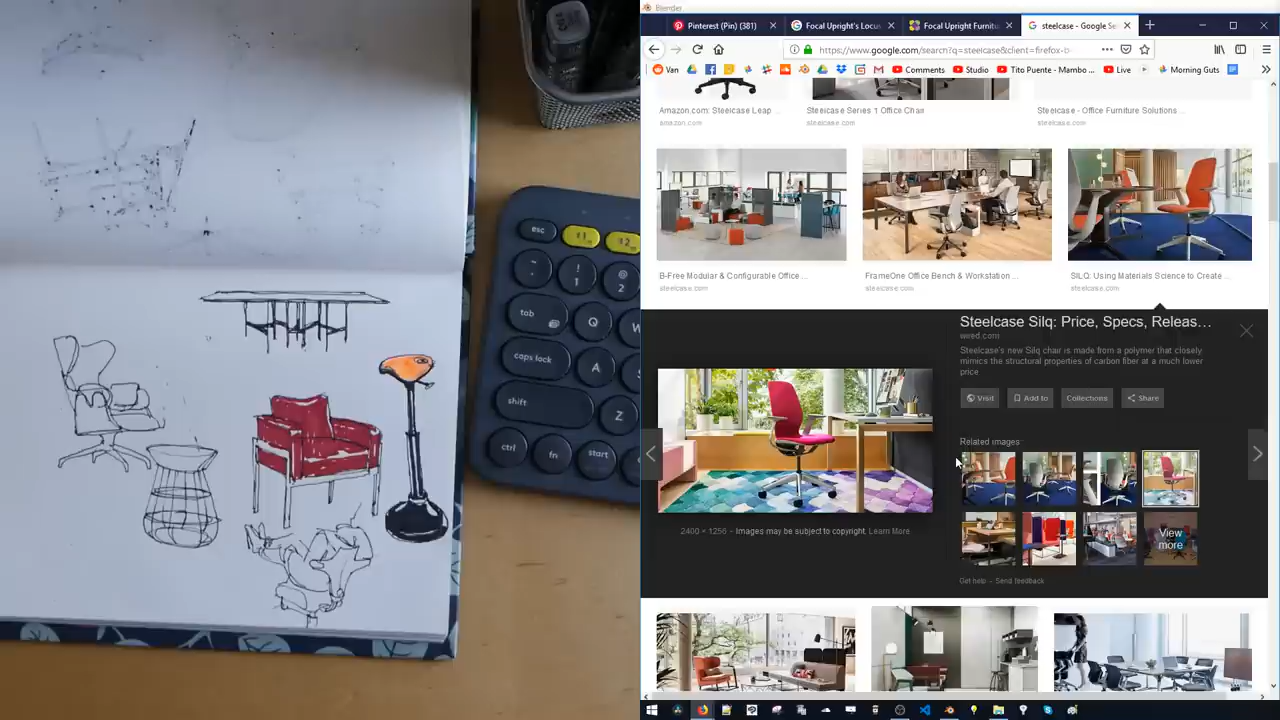 Blender
Pinterest (Pin) (381)
Focal Upright's Locus
Focal Upright Furnitu
steelcase - Google Se
https://www.google.com/search?q=steelcase&client=firefox-b-
Van
Comments
Studio
Tito Puente - Mambo ...
Live
Morning Guts
Amazon.com: Steelcase Leap ...
amazon.com
Steelcase Series 1 Office Chair
steelcase.com
Steelcase - Office Furniture Solutions ...
steelcase.com
B-Free Modular & Configurable Office...
steelcase.com
FrameOne Office Bench & Workstation ...
steelcase.com
SILQ: Using Materials Science to Create ...
steelcase.com
Steelcase Silq: Price, Specs, Releas...
wired.com
Steelcase's new Silq chair is made from a polymer that closely
mimics the structural properties of carbon fiber at a much lower
price
Visit
Add to
Collections
Share
Related images:
View
more
2400 × 1256 - Images may be subject to copyright. Learn More
Get help - Send feedback
esc
11
12
~
!
1
@
2
tab
Q
W
caps lock
A
S
shift
Z
ctrl
fn
start